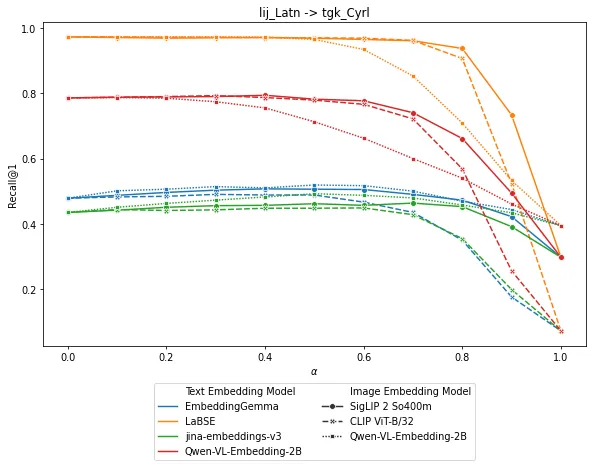 lij_Latn -> tgk_Cyrl
Recall@1
1.0
0.8
0.6
0.4
0.2
0.0 0.2 0.4 0.6 0.8 1.0
α
Text Embedding Model Image Embedding Model
EmbeddingGemma SigLIP 2 So400m
LaBSE CLIP ViT-B/32
jina-embeddings-v3 Qwen-VL-Embedding-2B
Qwen-VL-Embedding-2B